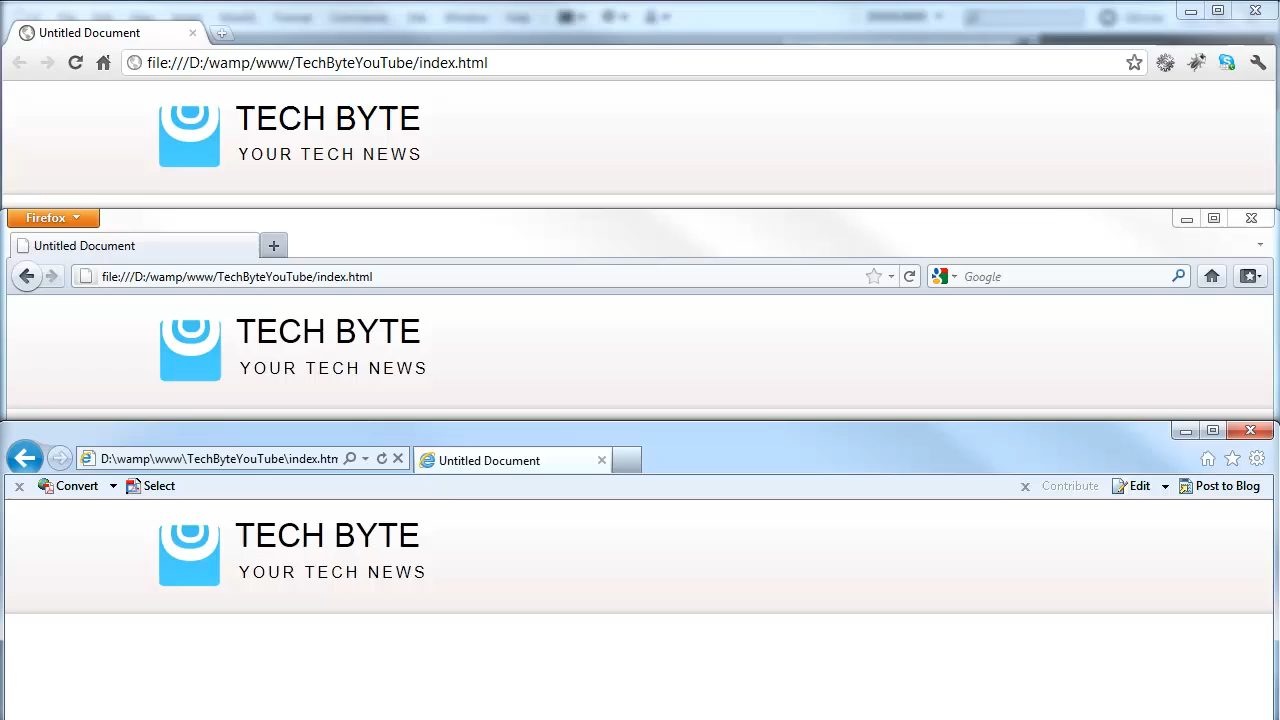 Untitled Document
file:///D:/wamp/www/TechByteYouTube/index.html
TECH BYTE
YOUR TECH NEWS
Firefox
Untitled Document
file:///D:/wamp/www/TechByteYouTube/index.html
Google
TECH BYTE
YOUR TECH NEWS
D:\wamp\www\TechByteYouTube\index.htn
Untitled Document
Convert Select Contribute Edit Post to Blog
TECH BYTE
YOUR TECH NEWS